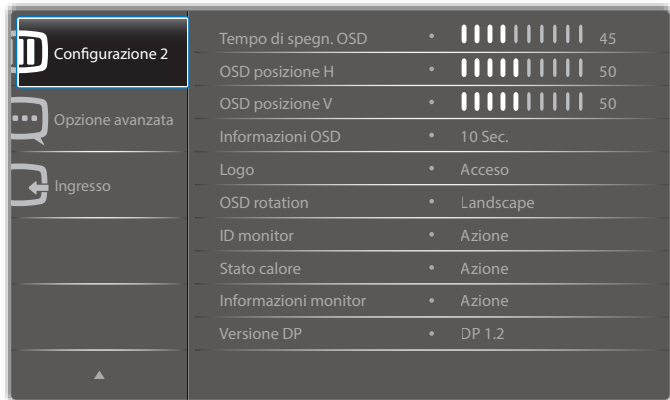 Configurazione 2
Opzione avanzata
Ingresso
Tempo di spegn. OSD • 45
OSD posizione H • 50
OSD posizione V • 50
Informazioni OSD • 10 Sec.
Logo • Acceso
OSD rotation • Landscape
ID monitor • Azione
Stato calore • Azione
Informazioni monitor • Azione
Versione DP • DP 1.2